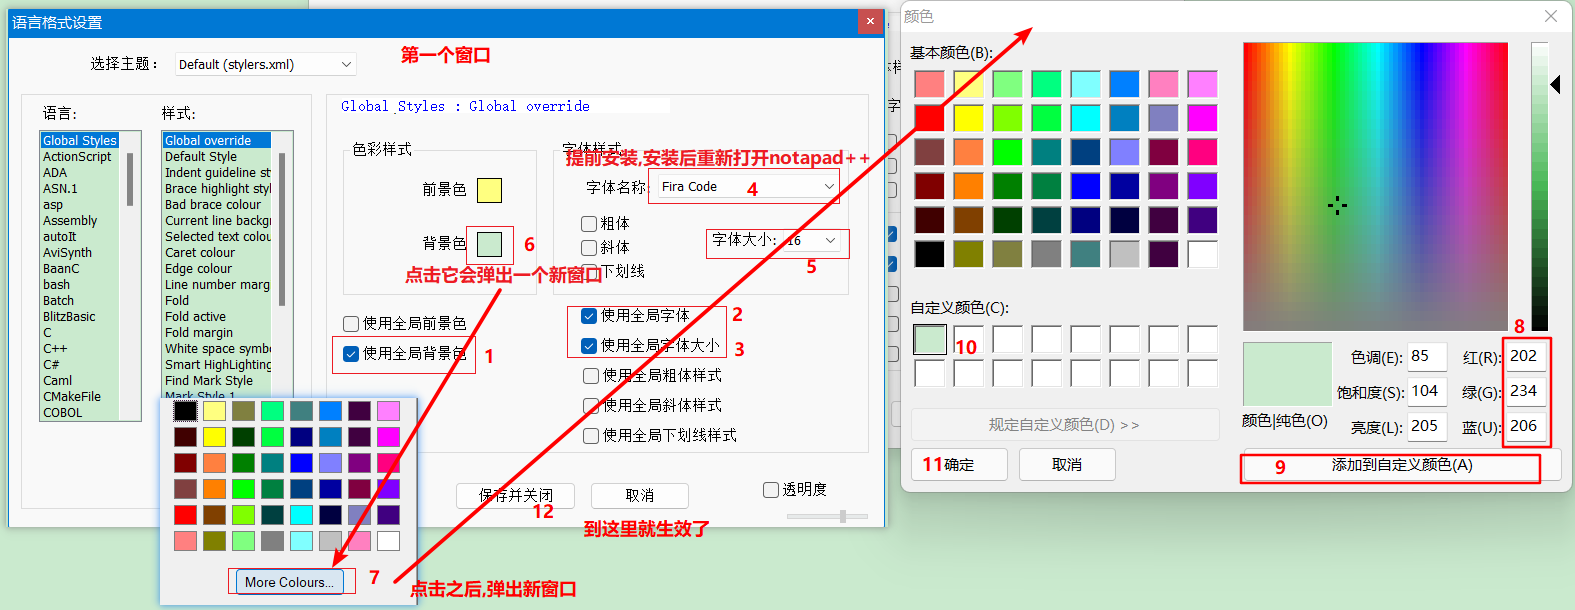 语言格式设置
第一个窗口
选择主题：
Default (stylers.xml)
语言:
样式:
Global Styles
ActionScript
ADA
ASN.1
asp
Assembly
autoIt
AviSynth
BaanC
bash
Batch
BlitzBasic
C
C++
C#
Caml
CMakeFile
COBOL
Global override
Default Style
Indent guideline st
Brace highlight styl
Bad brace colour
Current line backgr
Selected text colou
Caret colour
Edge colour
Line number marg
Fold
Fold active
Fold margin
White space symbo
Smart HighLighting
Find Mark Style
Mark Style 1
Global Styles : Global override
色彩样式
前景色
背景色
6
点击它会弹出一个新窗口
使用全局前景色
使用全局背景色
1
字体样式
提前安装,安装后重新打开notapad++
字体名称:
Fira Code
4
粗体
斜体
下划线
字体大小:
16
5
使用全局字体
2
使用全局字体大小
3
使用全局粗体样式
使用全局斜体样式
使用全局下划线样式
保存并关闭
12
取消
透明度
到这里就生效了
More Colours...
7
点击之后,弹出新窗口
颜色
基本颜色(B):
自定义颜色(C):
10
规定自定义颜色(D) >>
11
确定
取消
8
颜色|纯色(O)
色调(E):
85
红(R):
202
饱和度(S):
104
绿(G):
234
亮度(L):
205
蓝(U):
206
9
添加到自定义颜色(A)